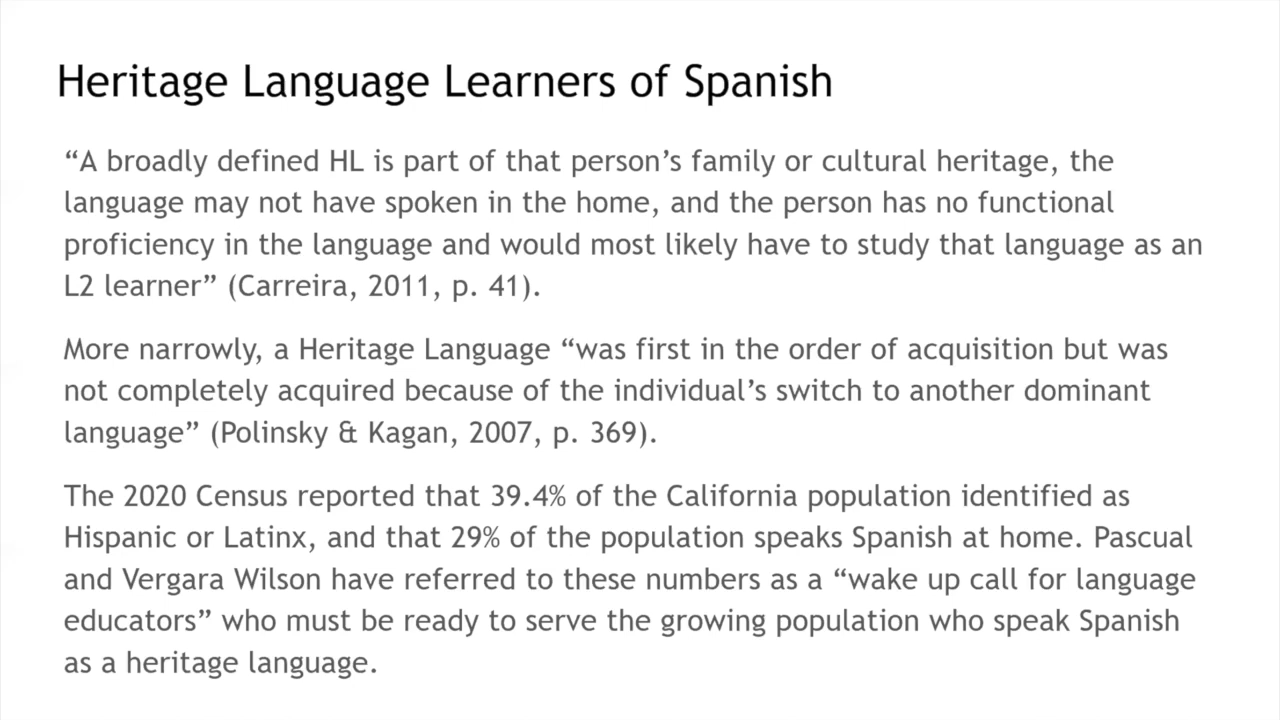 Heritage Language Learners of Spanish
“A broadly defined HL is part of that person’s family or cultural heritage, the
language may not have spoken in the home, and the person has no functional
proficiency in the language and would most likely have to study that language as an
L2 learner” (Carreira, 2011, p. 41).
More narrowly, a Heritage Language “was first in the order of acquisition but was
not completely acquired because of the individual’s switch to another dominant
language” (Polinsky & Kagan, 2007, p. 369).
The 2020 Census reported that 39.4% of the California population identified as
Hispanic or Latinx, and that 29% of the population speaks Spanish at home. Pascual
and Vergara Wilson have referred to these numbers as a “wake up call for language
educators” who must be ready to serve the growing population who speak Spanish
as a heritage language.